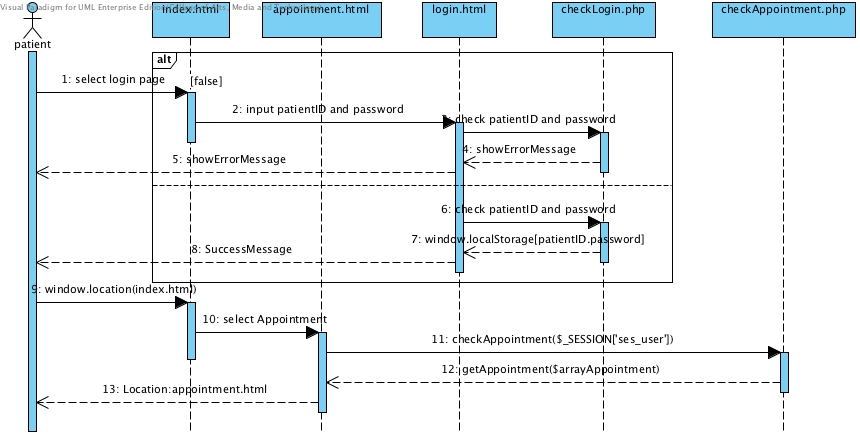 Visual Paradigm for UML Enterprise Edition
index.html
appointment.html
login.html
checkLogin.php
checkAppointment.php
patient
alt
1: select login page
[false]
2: input patientID and password
3: check patientID and password
4: showErrorMessage
5: showErrorMessage
6: check patientID and password
7: window.localStorage[patientID.password]
8: SuccessMessage
9: window.location(index.html)
10: select Appointment
11: checkAppointment($_SESSION['ses_user'])
12: getAppointment($arrayAppointment)
13: Location:appointment.html